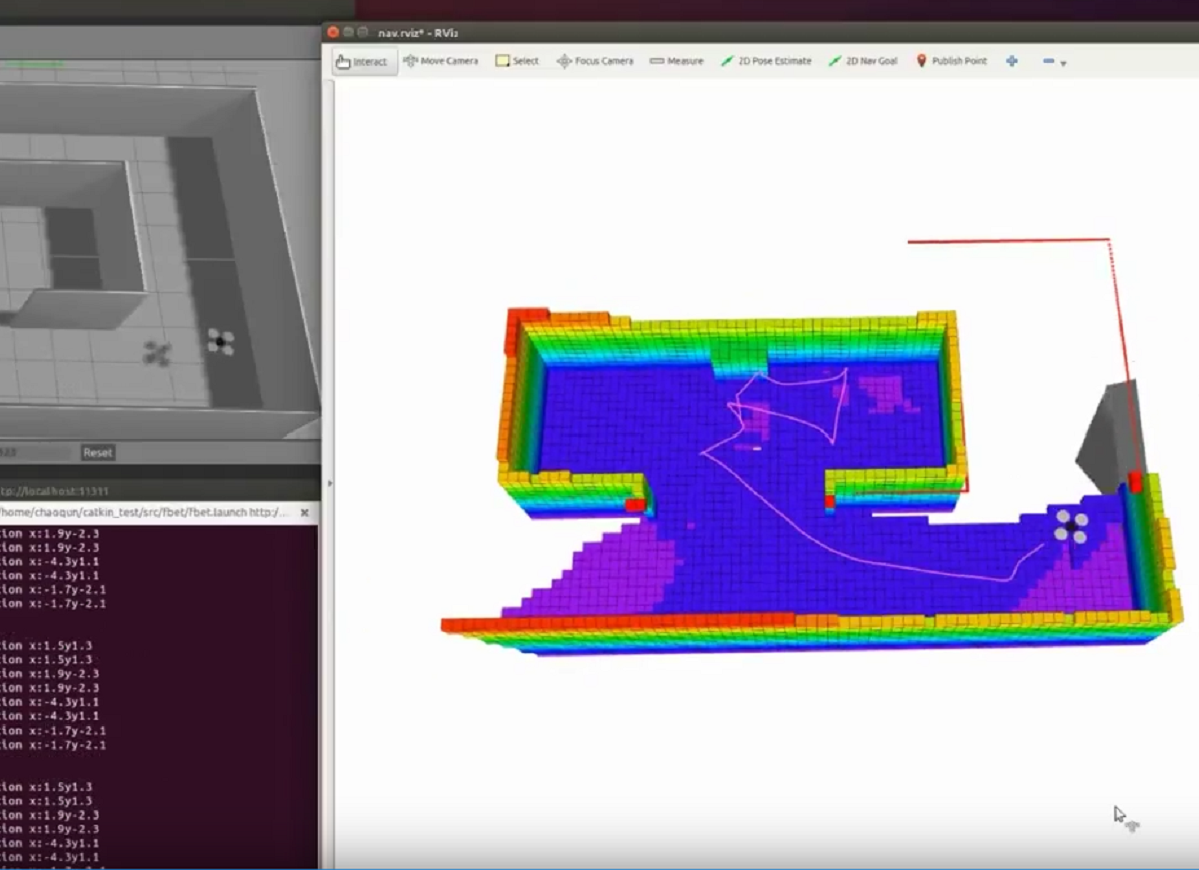 nav.rviz* - RViz
Interact Move Camera Select Focus Camera Measure 2D Pose Estimate 2D Nav Goal Publish Point
Reset
tp://localhost:11311
/home/chaoqun/catkin_test/src/fbet/fbet.launch http:/...
ion x:1.9y-2.3
ion x:1.9y-2.3
ion x:-4.3y1.1
ion x:-4.3y1.1
ion x:-1.7y-2.1
ion x:-1.7y-2.1
ion x:1.5y1.3
ion x:1.5y1.3
ion x:1.9y-2.3
ion x:1.9y-2.3
ion x:-4.3y1.1
ion x:-4.3y1.1
ion x:-1.7y-2.1
ion x:-1.7y-2.1
ion x:1.5y1.3
ion x:1.5y1.3
ion x:1.9y-2.3
ion x:1.9y-2.3
ion x:-4.3y1.1
ion x:-4.3y1.1